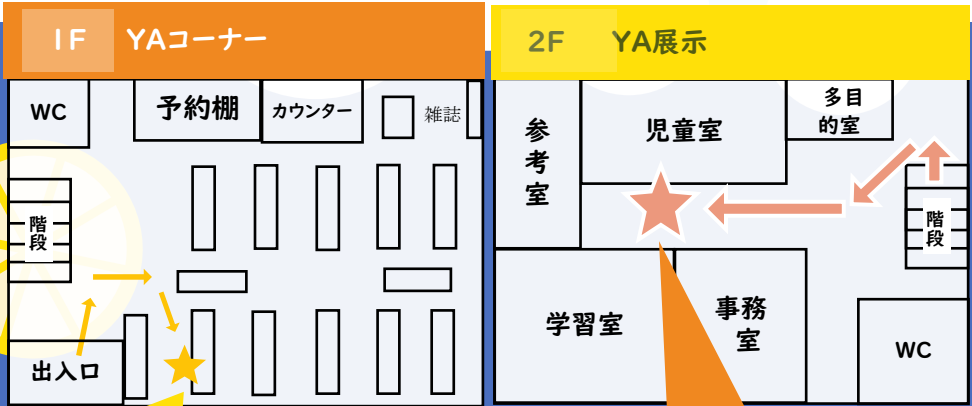 1F YAコーナー
WC
予約棚
カウンター
雑誌
階段
出入口
2F YA展示
参考室
児童室
多目
的室
階段
学習室
事務
室
WC